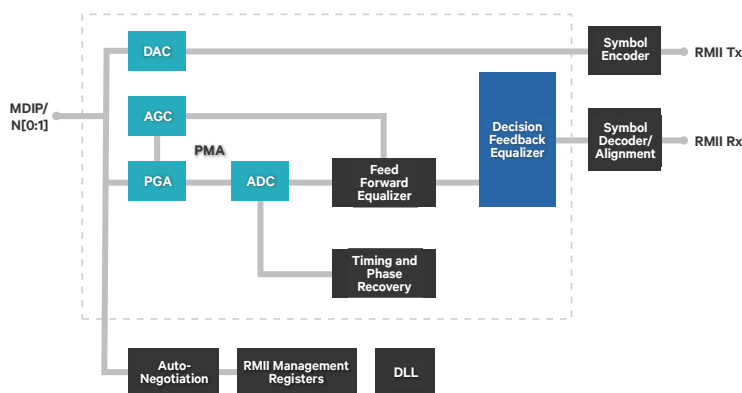 DAC
Symbol
Encoder
RMII Tx
MDIP/
N[0:1]
AGC
PMA
PGA
ADC
Feed
Forward
Equalizer
Decision
Feedback
Equalizer
Symbol
Decoder/
Alignment
RMII Rx
Timing and
Phase
Recovery
Auto-
Negotiation
RMII Management
Registers
DLL